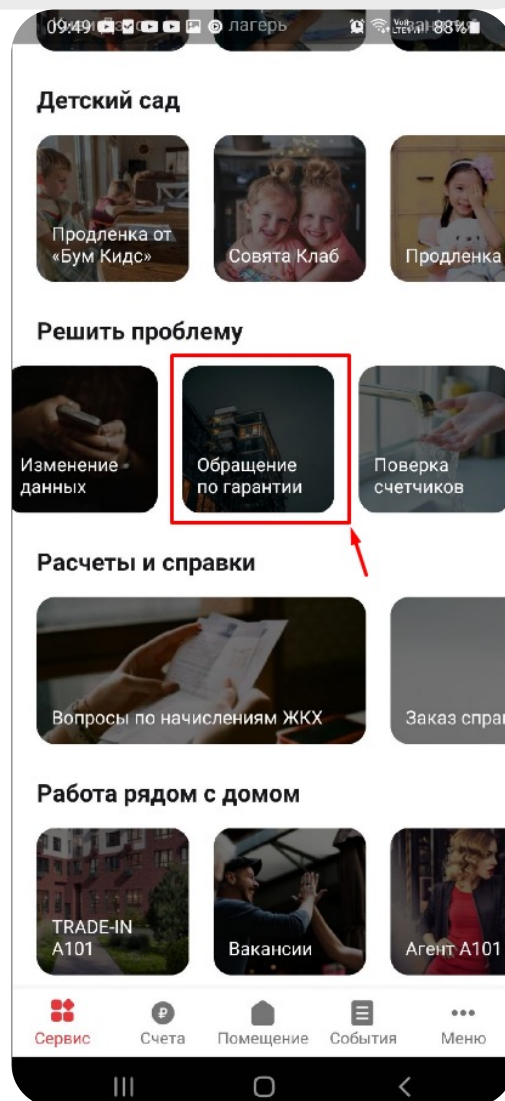 09:49
лагерь
88%
Детский сад
Продленка от
«Бум Кидс»
Совята Клаб
Продленка
Решить проблему
Изменение
данных
Обращение
по гарантии
Поверка
счетчиков
Расчеты и справки
Вопросы по начислениям ЖКХ
Заказ спра
Работа рядом с домом
TRADE-IN
А101
Вакансии
Агент А101
Сервис
Счета
Помещение
События
Меню